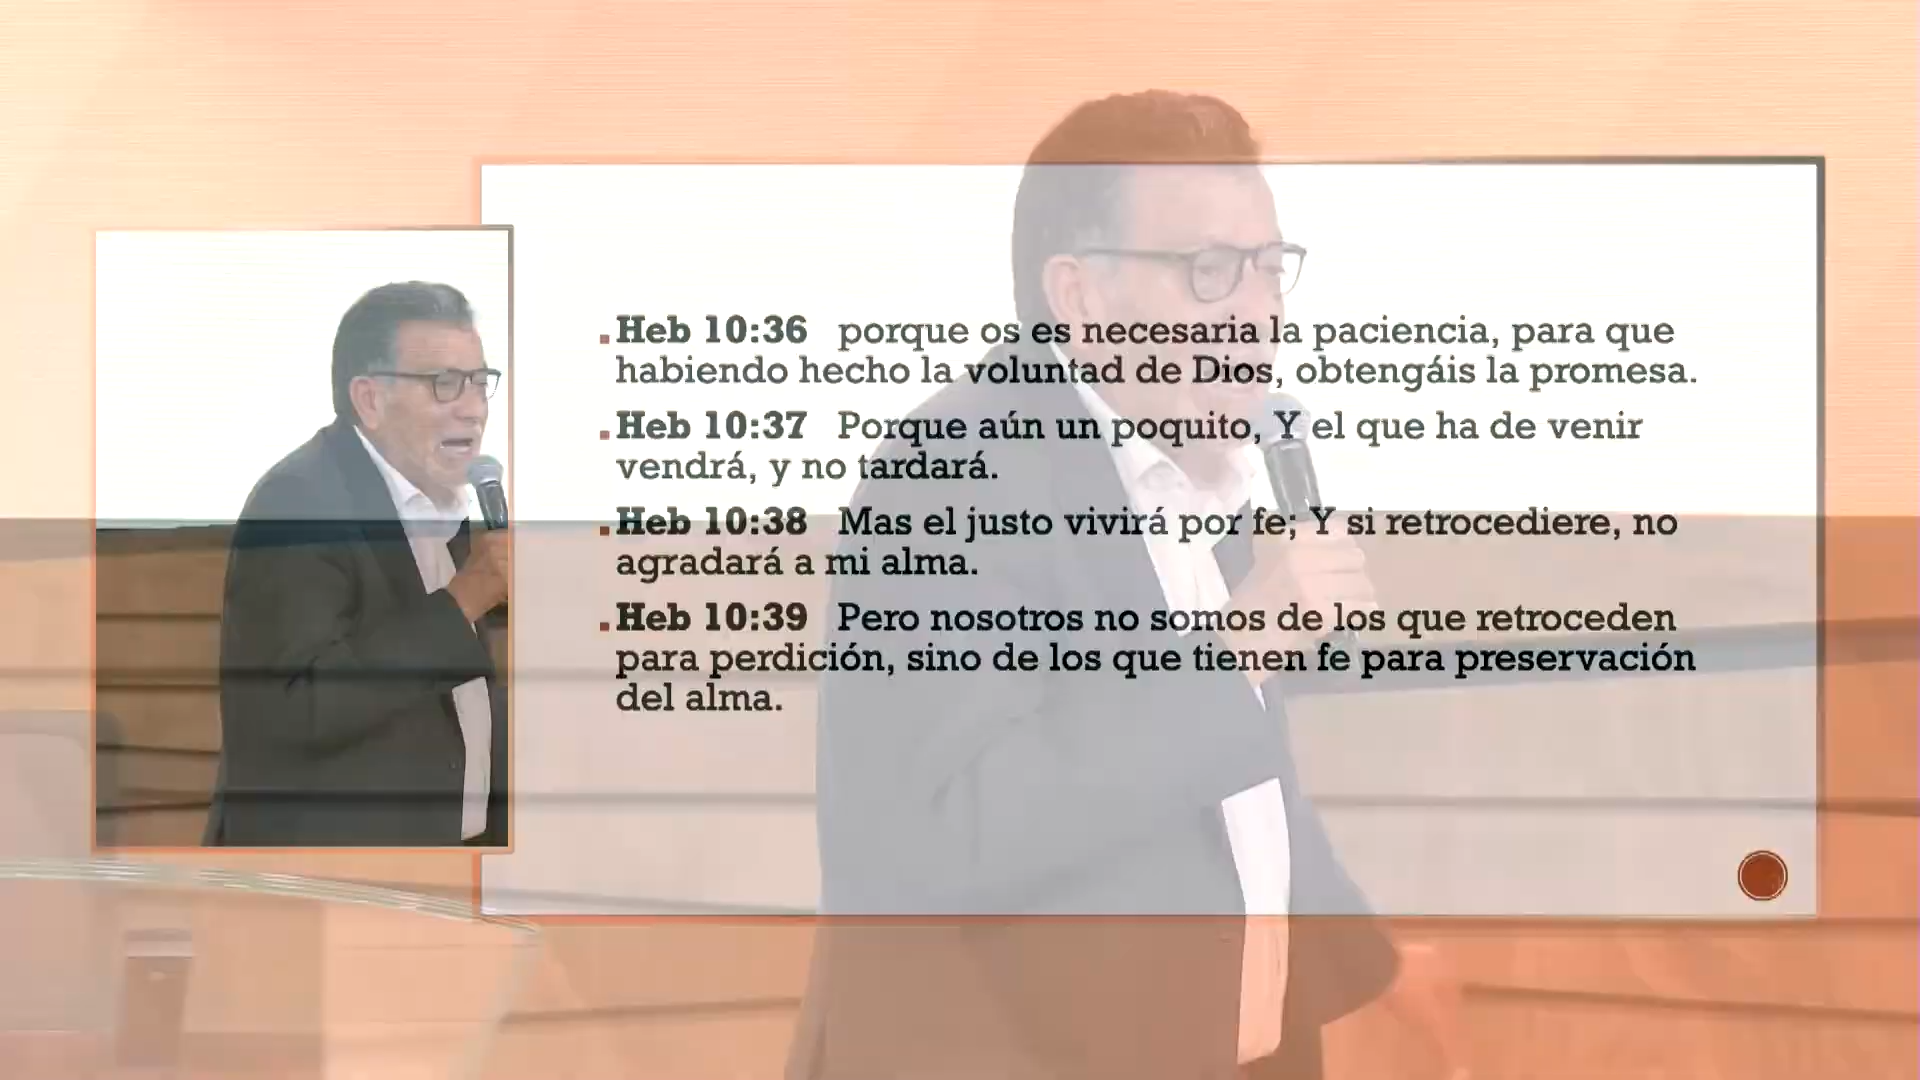 Heb 10:36 porque os es necesaria la paciencia, para que
habiendo hecho la voluntad de Dios, obtengáis la promesa.
Heb 10:37 Porque aún un poquito, Y el que ha de venir
vendrá, y no tardará.
Heb 10:38 Mas el justo vivirá por fe; Y si retrocediere, no
agradará a mi alma.
Heb 10:39 Pero nosotros no somos de los que retroceden
para perdición, sino de los que tienen fe para preservación
del alma.